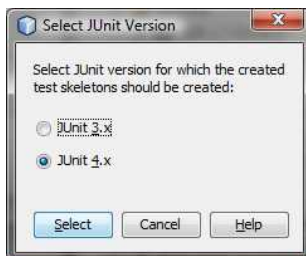 Select JUnit Version
Select JUnit version for which the created
test skeletons should be created:
JUnit 3.x
JUnit 4.x
Select Cancel Help